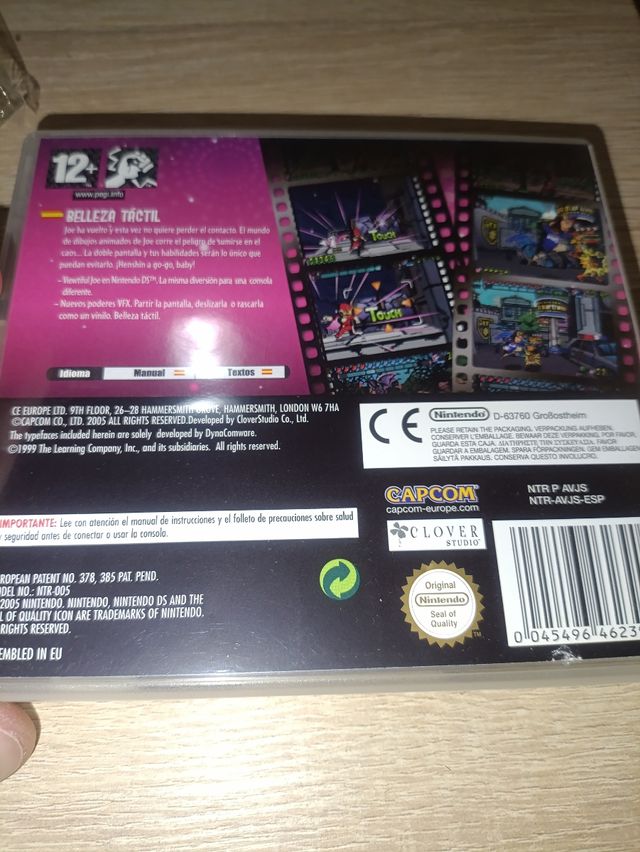 12+
www.pegi.info
BELLEZA TÁCTIL
Joe ha vuelto y esta vez no quiere perder el contacto. El mundo
de dibujos animados de Joe corre el peligro de sumirse en el
caos... La doble pantalla y tus habilidades serán lo único que
puedan evitarlo. ¡Henshin a go-go, baby!
– Viewtiful Joe en Nintendo DS™. La misma diversión para una consola
diferente.
– Nuevos poderes VFX. Partir la pantalla, deslizarla o rascarla
como un vinilo. Belleza táctil.
Idioma Manual Textos
TOUCH
TOUCH
CE EUROPE LTD. 9TH FLOOR, 26–28 HAMMERSMITH GROVE, HAMMERSMITH, LONDON W6 7HA
©CAPCOM CO., LTD. 2005 ALL RIGHTS RESERVED.Developed by CloverStudio Co., Ltd.
The typefaces included herein are solely developed by DynaComware.
©1999 The Learning Company, Inc., and its subsidiaries. All rights reserved.
CE Nintendo D-63760 Großostheim
PLEASE RETAIN THE PACKAGING. VERPACKUNG AUFHEBEN.
CONSERVER L'EMBALLAGE. BEWAAR DEZE VERPAKKING. POR FAVOR,
GUARDA ESTA CAJA. ΔΙΑΤΗΡΗΣΤΕ ΤΗΝ ΣΥΣΚΕΥΑΣΙΑ. FAVOR
GUARDAR A EMBALAGEM. SPARA FÖRPACKNINGEN. GEM EMBALLAGEN
SÄILYTÄ PAKKAUS. CONSERVA QUESTO INVOLUCRO.
IMPORTANTE: Lee con atención el manual de instrucciones y el folleto de precauciones sobre salud
y seguridad antes de conectar o usar la consola.
CAPCOM
capcom-europe.com
CLOVER
STUDIO
NTR P AVJS
NTR-AVJS-ESP
ROPEAN PATENT NO. 378, 385 PAT. PEND.
DEL NO.: NTR-005
2005 NINTENDO. NINTENDO, NINTENDO DS AND THE
L OF QUALITY ICON ARE TRADEMARKS OF NINTENDO.
RIGHTS RESERVED.
EMBLED IN EU
Original
Nintendo
Seal of
Quality
TM
0 045496 4623